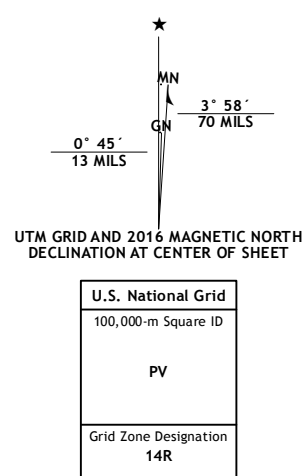 ★
MN
3° 58´
70 MILS
GN
0° 45´
13 MILS
UTM GRID AND 2016 MAGNETIC NORTH
DECLINATION AT CENTER OF SHEET
U.S. National Grid
100,000-m Square ID
PV
Grid Zone Designation
14R